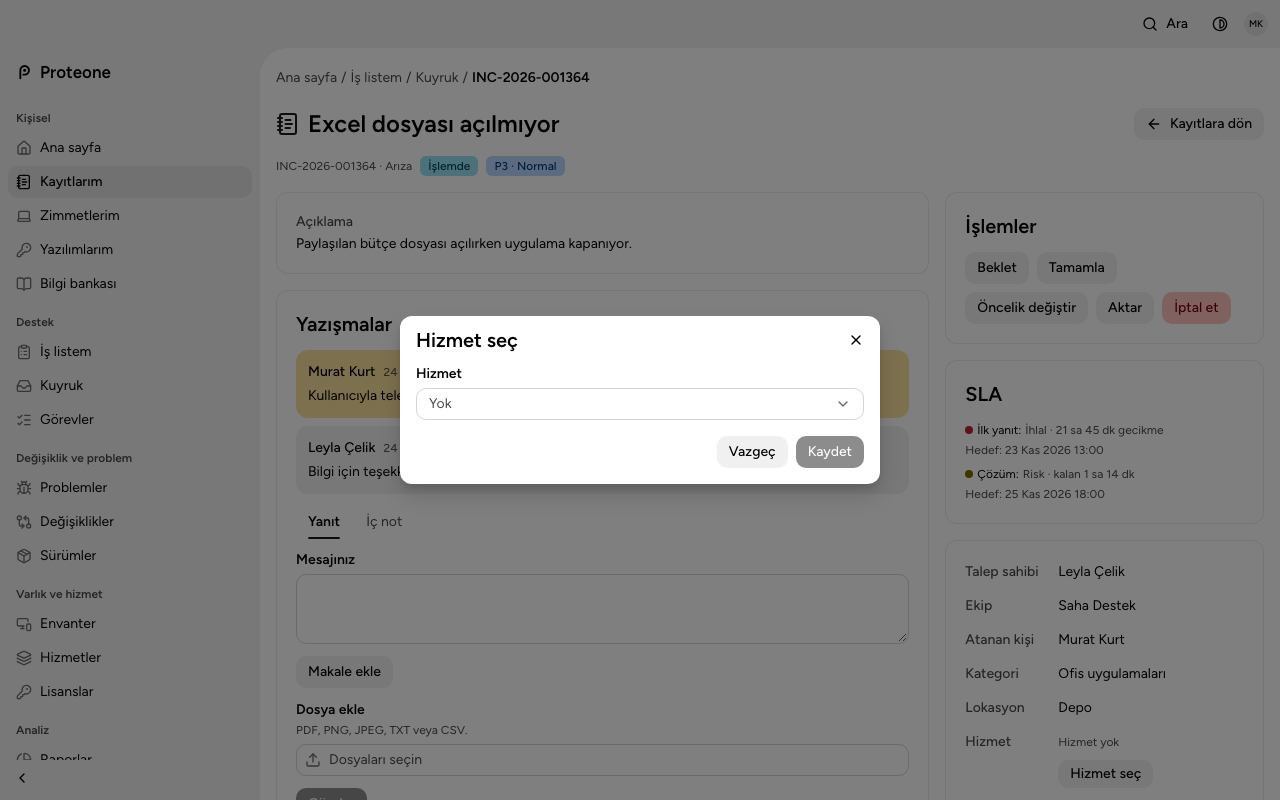 Ara
MK
Proteone
Kişisel
Ana sayfa
Kayıtlarım
Zimmetlerim
Yazılımlarım
Bilgi bankası
Destek
İş listem
Kuyruk
Görevler
Değişiklik ve problem
Problemler
Değişiklikler
Sürümler
Varlık ve hizmet
Envanter
Hizmetler
Lisanslar
Analiz
Raporlar
Ana sayfa / İş listem / Kuyruk / INC-2026-001364
Excel dosyası açılmıyor
Kayıtlara dön
INC-2026-001364 · Arıza
İşlemde
P3 · Normal
Açıklama
Paylaşılan bütçe dosyası açılırken uygulama kapanıyor.
Yazışmalar
Murat Kurt 24
Kullanıcıyla
Leyla Çelik 24
Bilgi için
Yanıt
İç not
Mesajınız
Makale ekle
Dosya ekle
PDF, PNG, JPEG, TXT veya CSV.
Dosyaları seçin
Hizmet seç
Hizmet
Yok
Vazgeç
Kaydet
İşlemler
Beklet
Tamamla
Öncelik değiştir
Aktar
İptal et
SLA
İlk yanıt: İhlal · 21 sa 45 dk gecikme
Hedef: 23 Kas 2026 13:00
Çözüm: Risk · kalan 1 sa 14 dk
Hedef: 25 Kas 2026 18:00
Talep sahibi Leyla Çelik
Ekip Saha Destek
Atanan kişi Murat Kurt
Kategori Ofis uygulamaları
Lokasyon Depo
Hizmet Hizmet yok
Hizmet seç